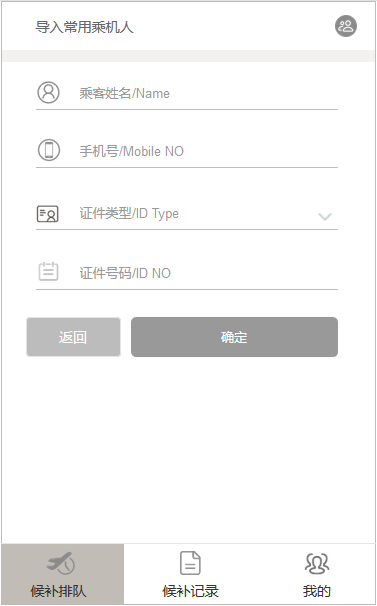 导入常用乘机人
乘客姓名/Name
手机号/Mobile NO
证件类型/ID Type
证件号码/ID NO
返回
确定
候补排队
候补记录
我的